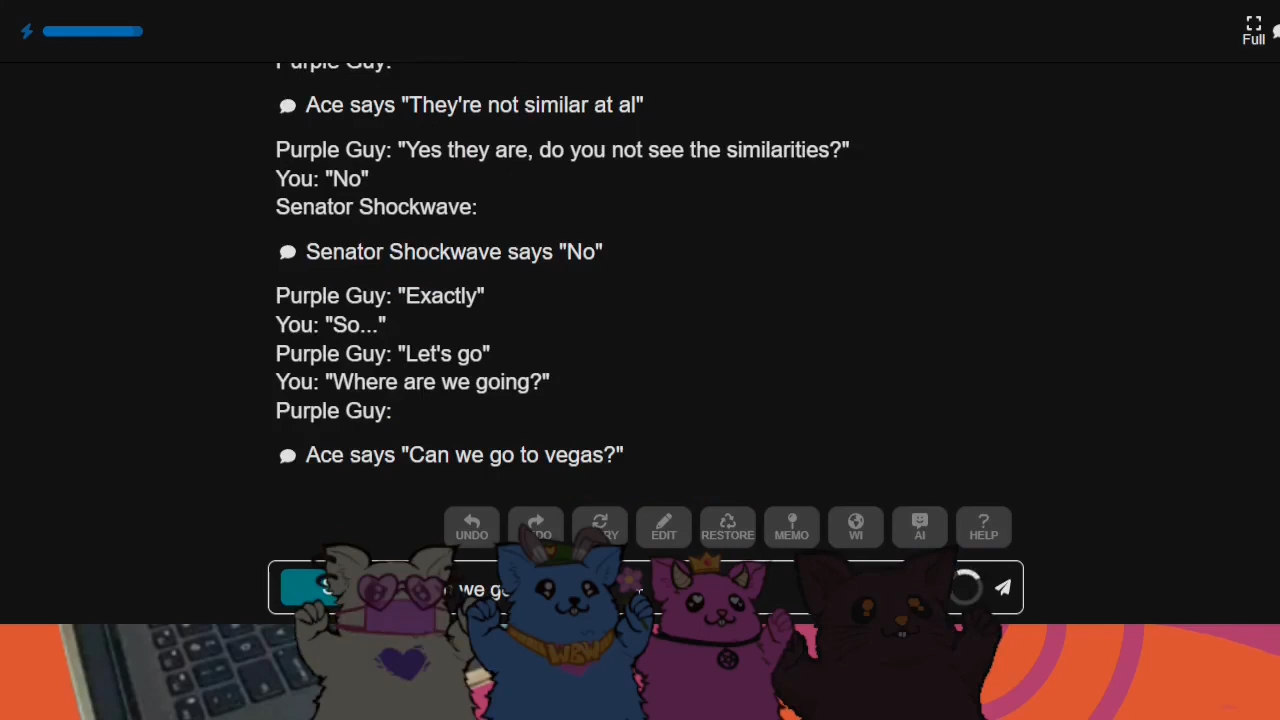 Full
Purple Guy:
Ace says "They're not similar at al"
Purple Guy: "Yes they are, do you not see the similarities?"
You: "No"
Senator Shockwave:
Senator Shockwave says "No"
Purple Guy: "Exactly"
You: "So..."
Purple Guy: "Let's go"
You: "Where are we going?"
Purple Guy:
Ace says "Can we go to vegas?"
UNDO EDIT RESTORE MEMO WI AI HELP
we
WBW